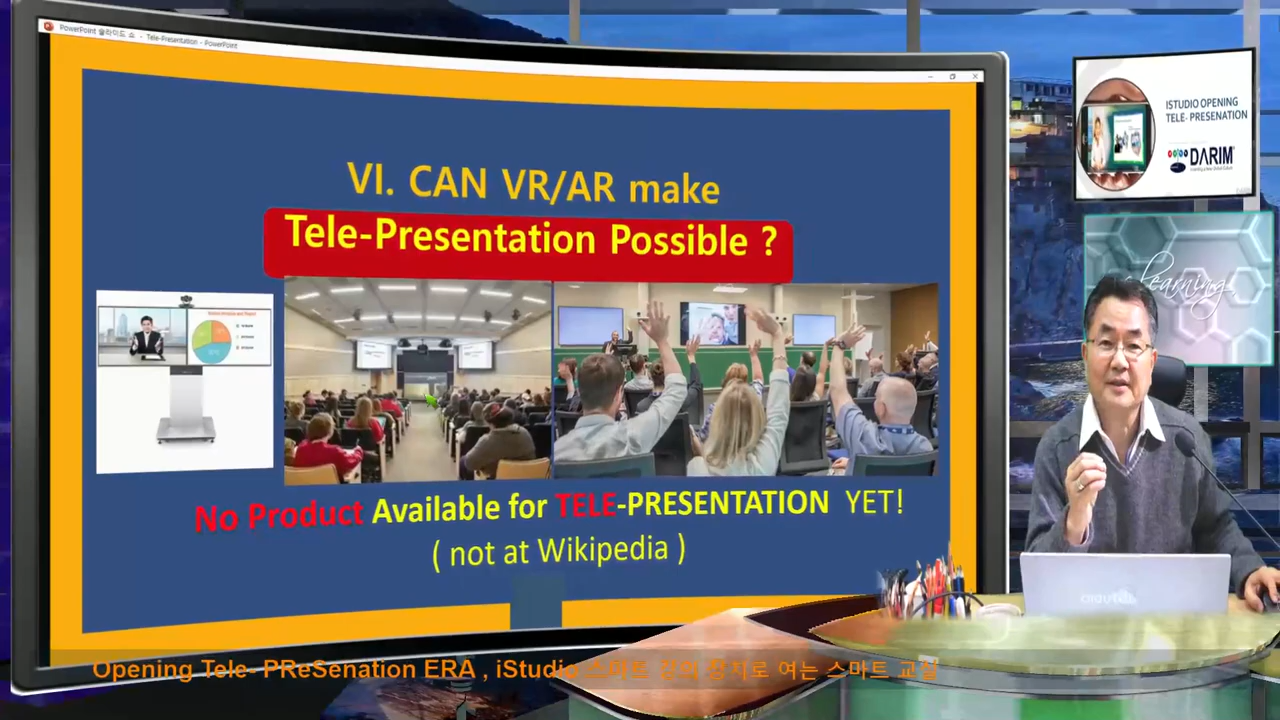 PowerPoint 슬라이드 쇼 - Tele-Presentation - PowerPoint
VI. CAN VR/AR make
Tele-Presentation Possible ?
No Product Available for TELE-PRESENTATION YET!
( not at Wikipedia )
ISTUDIO OPENING
TELE- PRESENATION
DARIM
learning
Opening Tele- PReSenation ERA , iStudio 스마트 강의 장치로 여는 스마트 교실